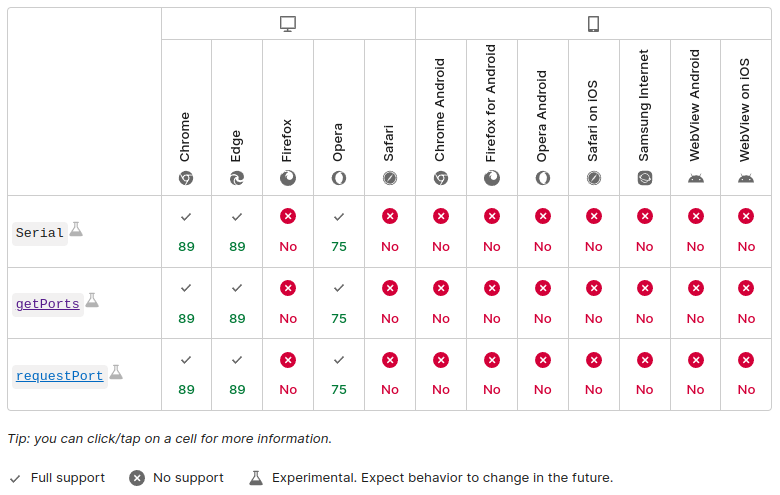 Chrome Edge Firefox Opera Safari Chrome Android Firefox for Android Opera Android Safari on iOS Samsung Internet WebView Android WebView on iOS
Serial
89 89 No 75 No No No No No No No No
getPorts
89 89 No 75 No No No No No No No No
requestPort
89 89 No 75 No No No No No No No No
Tip: you can click/tap on a cell for more information.
Full support No support Experimental. Expect behavior to change in the future.